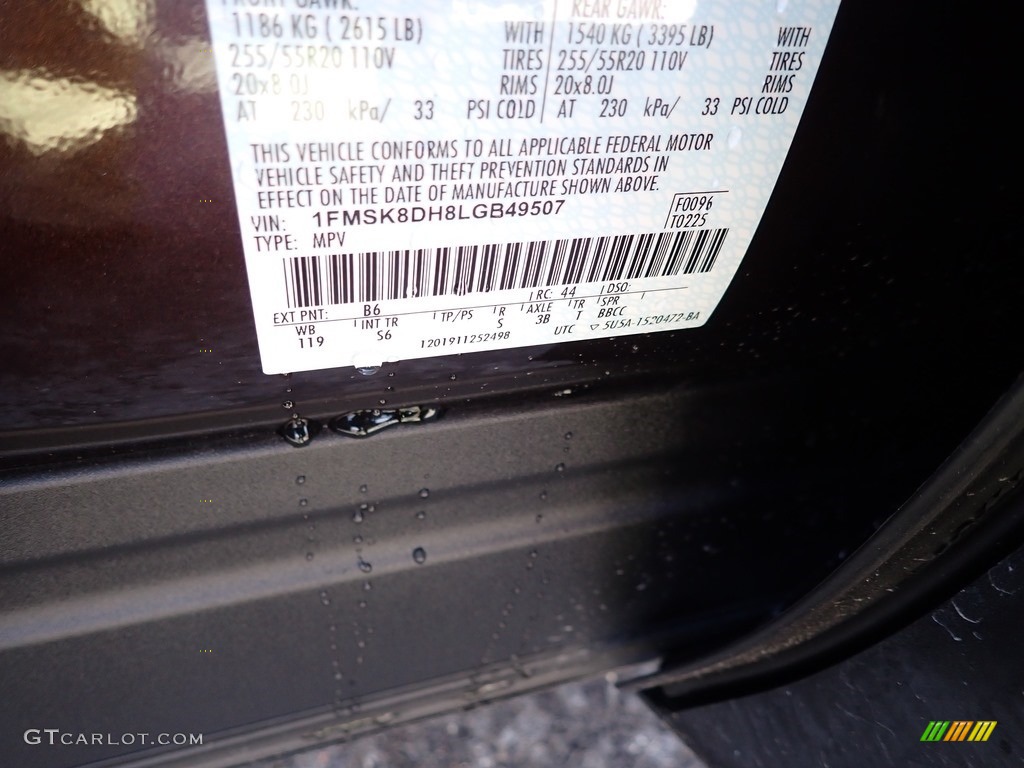 FRONT GAWR: REAR GAWR:
1186 KG ( 2615 LB) WITH 1540 KG ( 3395 LB) WITH
255/55R20 110V TIRES 255/55R20 110V TIRES
20x8.0J RIMS 20x8.0J RIMS
AT 230 kPa/ 33 PSI COLD AT 230 kPa/ 33 PSI COLD
THIS VEHICLE CONFORMS TO ALL APPLICABLE FEDERAL MOTOR
VEHICLE SAFETY AND THEFT PREVENTION STANDARDS IN
EFFECT ON THE DATE OF MANUFACTURE SHOWN ABOVE.
VIN: 1FMSK8DH8LGB49507 F0096
TYPE: MPV T0225
EXT PNT: B6 RC: 44 DSO:
WB INT TR TP/PS R AXLE TR SPR
119 S6 S 3B T BBCC
1201911252498 UTC 5U5A-1520472-BA
GTCARLOT.COM